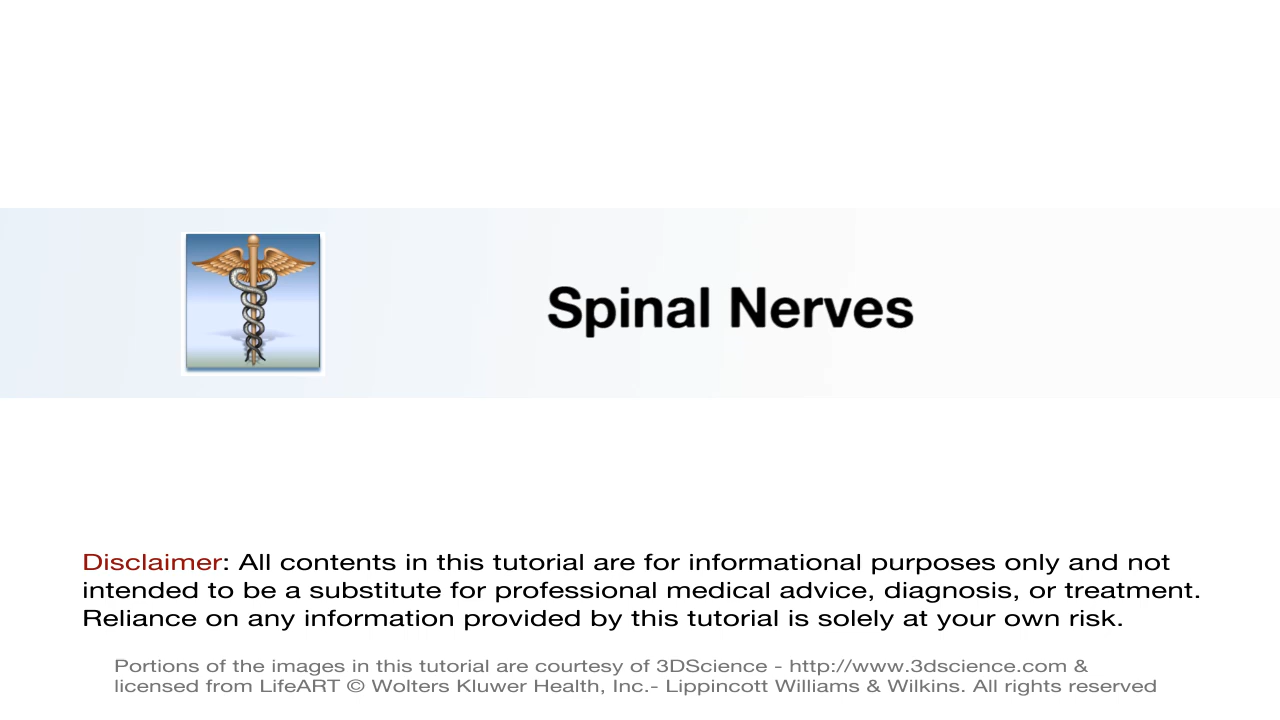 Spinal Nerves
Disclaimer: All contents in this tutorial are for informational purposes only and not
intended to be a substitute for professional medical advice, diagnosis, or treatment.
Reliance on any information provided by this tutorial is solely at your own risk.
Portions of the images in this tutorial are courtesy of 3DScience - http://www.3dscience.com &
licensed from LifeART © Wolters Kluwer Health, Inc.- Lippincott Williams & Wilkins. All rights reserved